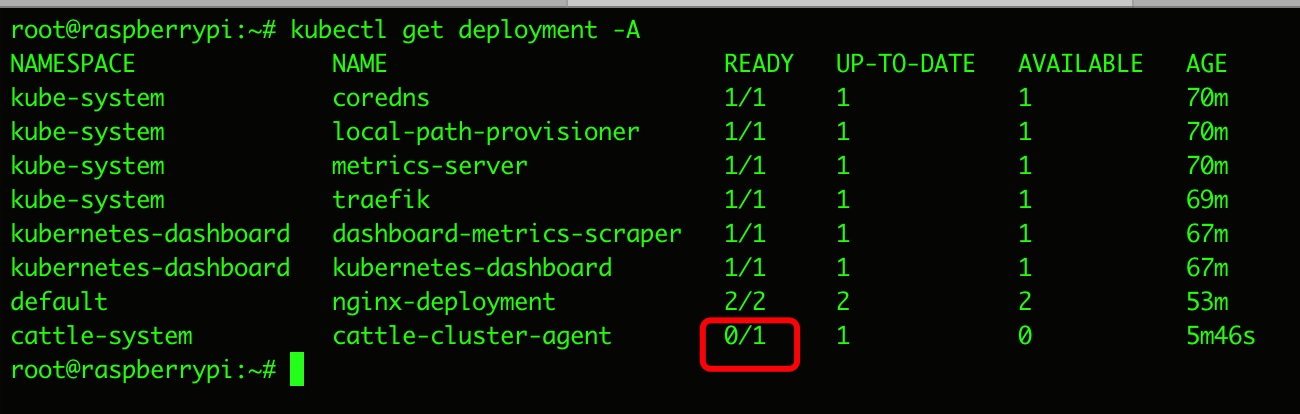 root@raspberrypi:~# kubectl get deployment -A
NAMESPACE NAME READY UP-TO-DATE AVAILABLE AGE
kube-system coredns 1/1 1 1 70m
kube-system local-path-provisioner 1/1 1 1 70m
kube-system metrics-server 1/1 1 1 70m
kube-system traefik 1/1 1 1 69m
kubernetes-dashboard dashboard-metrics-scraper 1/1 1 1 67m
kubernetes-dashboard kubernetes-dashboard 1/1 1 1 67m
default nginx-deployment 2/2 2 2 53m
cattle-system cattle-cluster-agent 0/1 1 0 5m46s
root@raspberrypi:~#